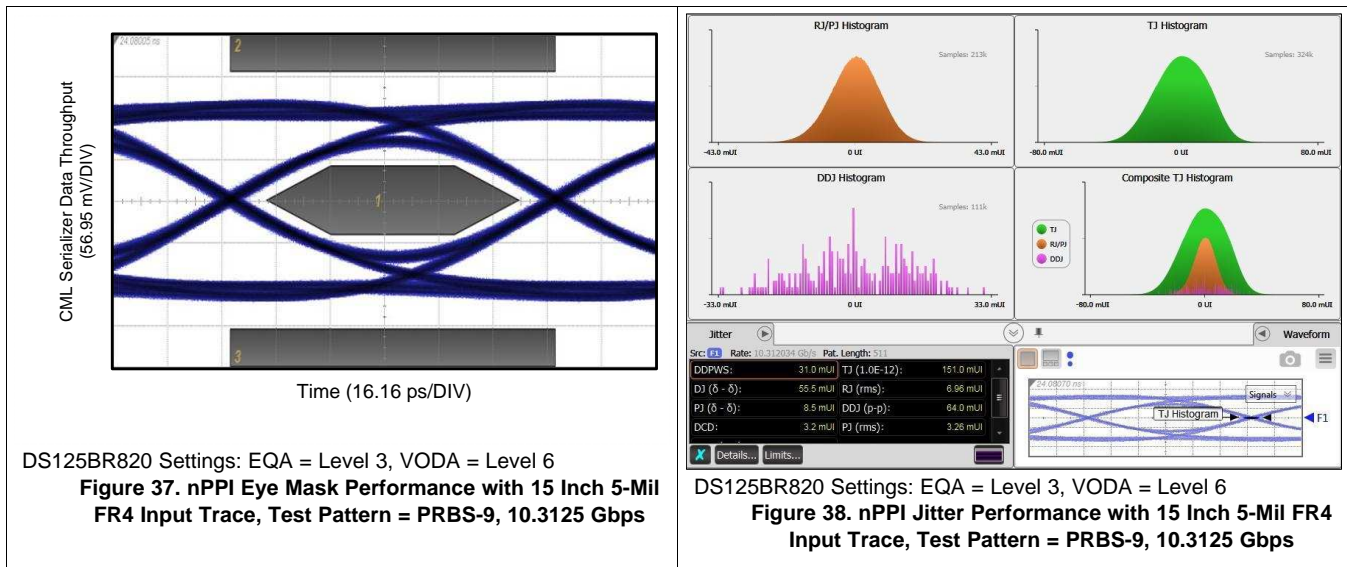 24.08005 ns
2
1
3
CML Serializer Data Throughput
(56.95 mV/DIV)
Time (16.16 ps/DIV)
DS125BR820 Settings: EQA = Level 3, VODA = Level 6
Figure 37. nPPI Eye Mask Performance with 15 Inch 5-Mil
FR4 Input Trace, Test Pattern = PRBS-9, 10.3125 Gbps
RJ/PJ Histogram
Samples: 213k
-43.0 mUI
0 UI
43.0 mUI
TJ Histogram
Samples: 324k
-80.0 mUI
0 UI
80.0 mUI
DDJ Histogram
Samples: 111k
-33.0 mUI
0 UI
33.0 mUI
Composite TJ Histogram
TJ
RJ/PJ
DDJ
-80.0 mUI
0 UI
80.0 mUI
Jitter
Waveform
Src: F1 Rate: 10.312034 Gb/s Pat. Length: 511
DDPWS: 31.0 mUI TJ (1.0E-12): 151.0 mUI
DJ (δ - δ): 55.5 mUI RJ (rms): 6.96 mUI
PJ (δ - δ): 8.5 mUI DDJ (p-p): 64.0 mUI
DCD: 3.2 mUI PJ (rms): 3.26 mUI
Details... Limits...
24.08070 ns
Signals
TJ Histogram
F1
DS125BR820 Settings: EQA = Level 3, VODA = Level 6
Figure 38. nPPI Jitter Performance with 15 Inch 5-Mil FR4
Input Trace, Test Pattern = PRBS-9, 10.3125 Gbps